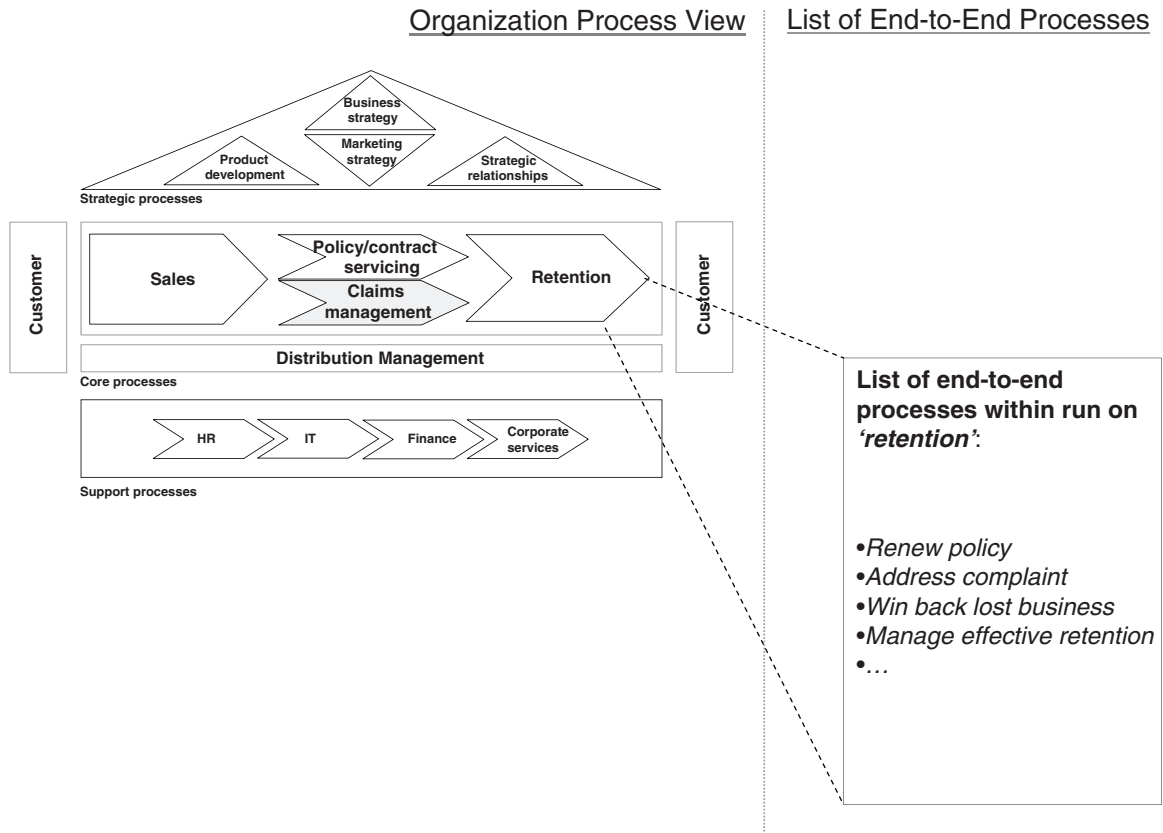 Organization Process View
List of End-to-End Processes
Business
strategy
Marketing
strategy
Product
development
Strategic
relationships
Strategic processes
Customer
Sales
Policy/contract
servicing
Claims
management
Retention
Customer
Distribution Management
Core processes
HR
IT
Finance
Corporate
services
Support processes
List of end-to-end
processes within run on
‘retention’:
•Renew policy
•Address complaint
•Win back lost business
•Manage effective retention
•…